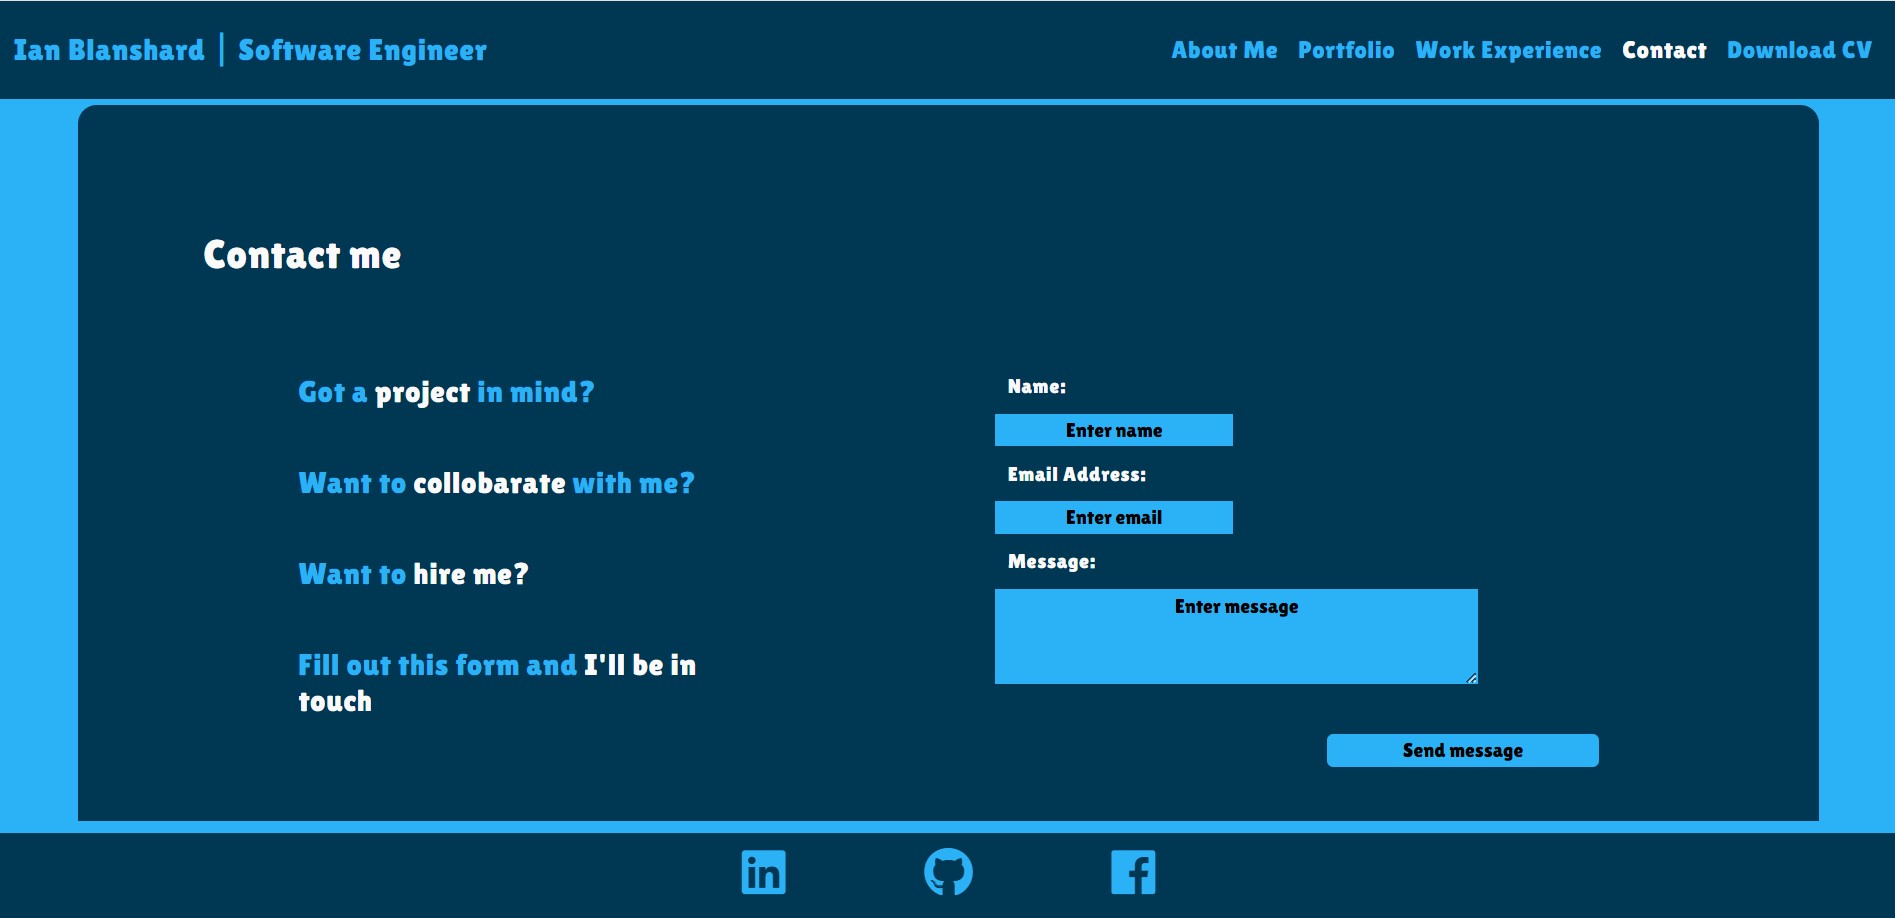 Ian Blanshard | Software Engineer
About Me Portfolio Work Experience Contact Download CV
Contact me
Got a project in mind?
Want to collobarate with me?
Want to hire me?
Fill out this form and I'll be in
touch
Name:
Enter name
Email Address:
Enter email
Message:
Enter message
Send message
in